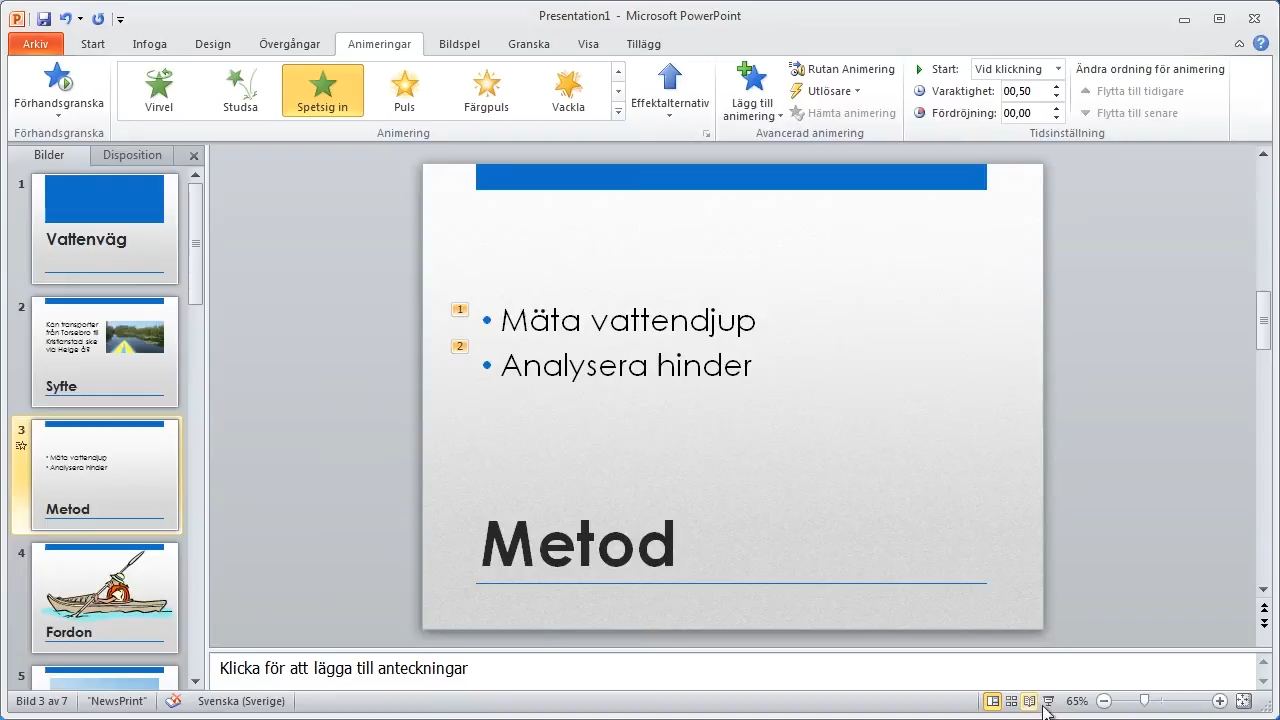 Presentation1 - Microsoft PowerPoint
Arkiv Start Infoga Design Övergångar Animeringar Bildspel Granska Visa Tillägg
Förhandsgranska
Förhandsgranska
Virvel Studsa Spetsig in Puls Färgpuls Vackla
Animering
Effektalternativ
Lägg till
animering
Rutan Animering
Utlösare
Hämta animering
Avancerad animering
Start: Vid klickning
Varaktighet: 00,50
Fördröjning: 00,00
Ändra ordning för animering
Flytta till tidigare
Flytta till senare
Tidsinställning
Bilder Disposition
1
Vattenväg
2
Kan transporter
från Torsebro till
Kristianstad ske
via Helge å?
Syfte
3
• Mäta vattendjup
• Analysera hinder
Metod
4
Fordon
5
1
• Mäta vattendjup
2
• Analysera hinder
Metod
Klicka för att lägga till anteckningar
Bild 3 av 7 "NewsPrint" Svenska (Sverige) 65%